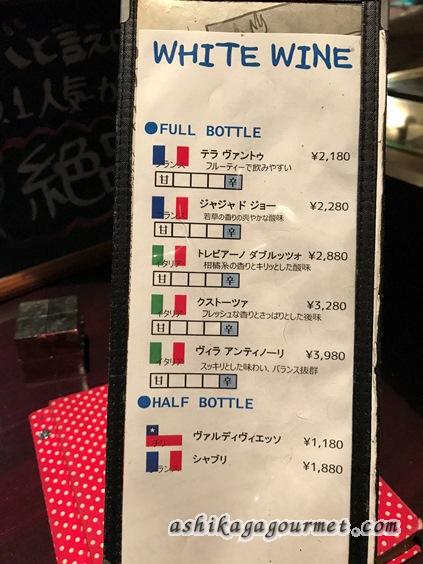 WHITE WINE
●FULL BOTTLE
テラ ヴァントゥ ¥2,180
フランス フルーティーで飲みやすい
甘 辛
ジャジャド ジョー ¥2,280
フランス 若草の香りの爽やかな酸味
甘 辛
トレビアーノ ダブルッツォ ¥2,880
イタリア 柑橘系の香りとキリッとした酸味
甘 辛
クストーツァ ¥3,280
イタリア フレッシュな香りとさっぱりとした後味
甘 辛
ヴィラ アンティノーリ ¥3,980
イタリア スッキリとした味わい、バランス抜群
甘 辛
●HALF BOTTLE
チリ ヴァルディヴィエッソ ¥1,180
フランス シャブリ ¥1,880
と言え
.1人気
絶
ashikagagourmet.com